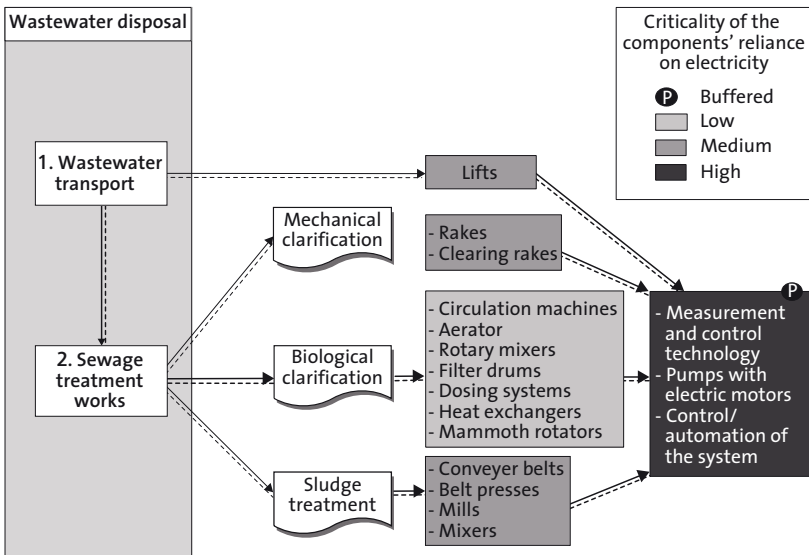 Wastewater disposal
Criticality of the
components' reliance
on electricity
P Buffered
Low
Medium
High
1. Wastewater
transport
Lifts
Mechanical
clarification
- Rakes
- Clearing rakes
2. Sewage
treatment
works
Biological
clarification
- Circulation machines
- Aerator
- Rotary mixers
- Filter drums
- Dosing systems
- Heat exchangers
- Mammoth rotators
P
- Measurement
and control
technology
- Pumps with
electric motors
- Control/
automation of
the system
Sludge
treatment
- Conveyer belts
- Belt presses
- Mills
- Mixers